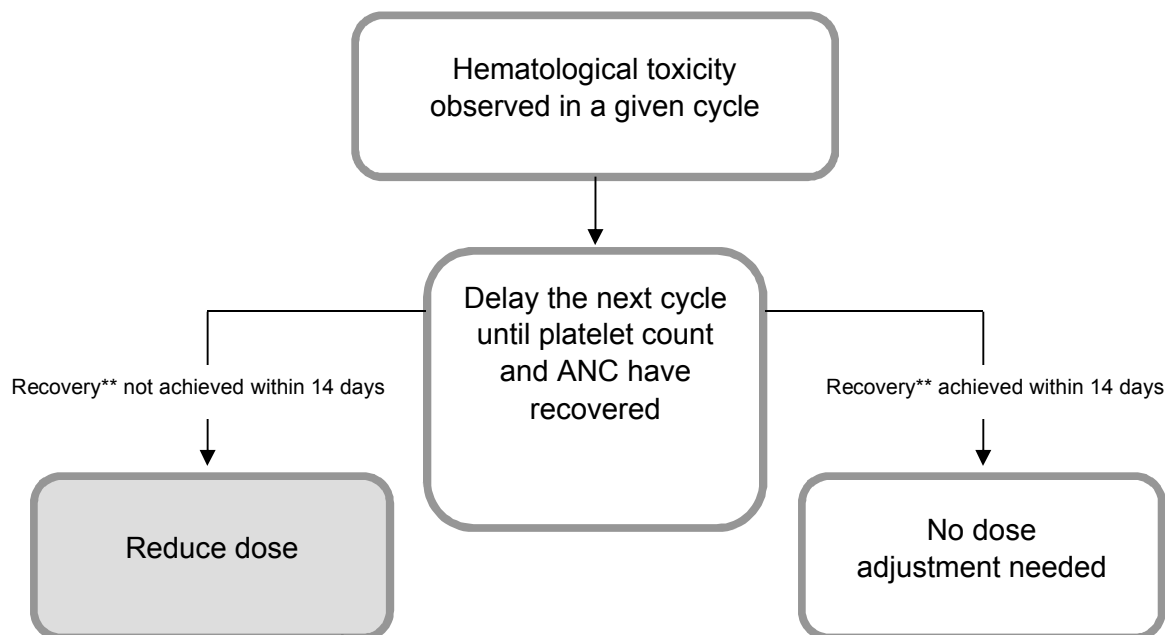 Hematological toxicity
observed in a given cycle
Delay the next cycle
until platelet count
and ANC have
recovered
Recovery** not achieved within 14 days
Recovery** achieved within 14 days
Reduce dose
No dose
adjustment needed